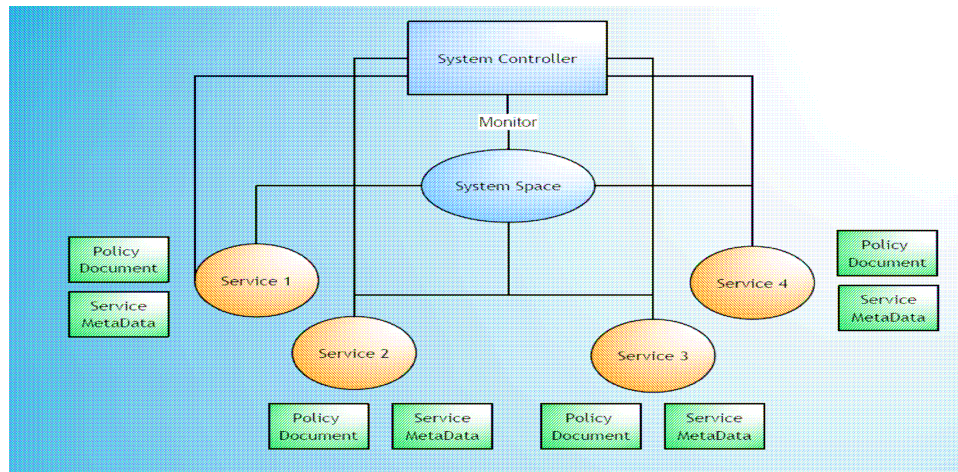 System Controller
Monitor
System Space
Policy
Document
Service
MetaData
Service 1
Service 2
Policy
Document
Service
MetaData
Service 3
Policy
Document
Service
MetaData
Service 4
Policy
Document
Service
MetaData